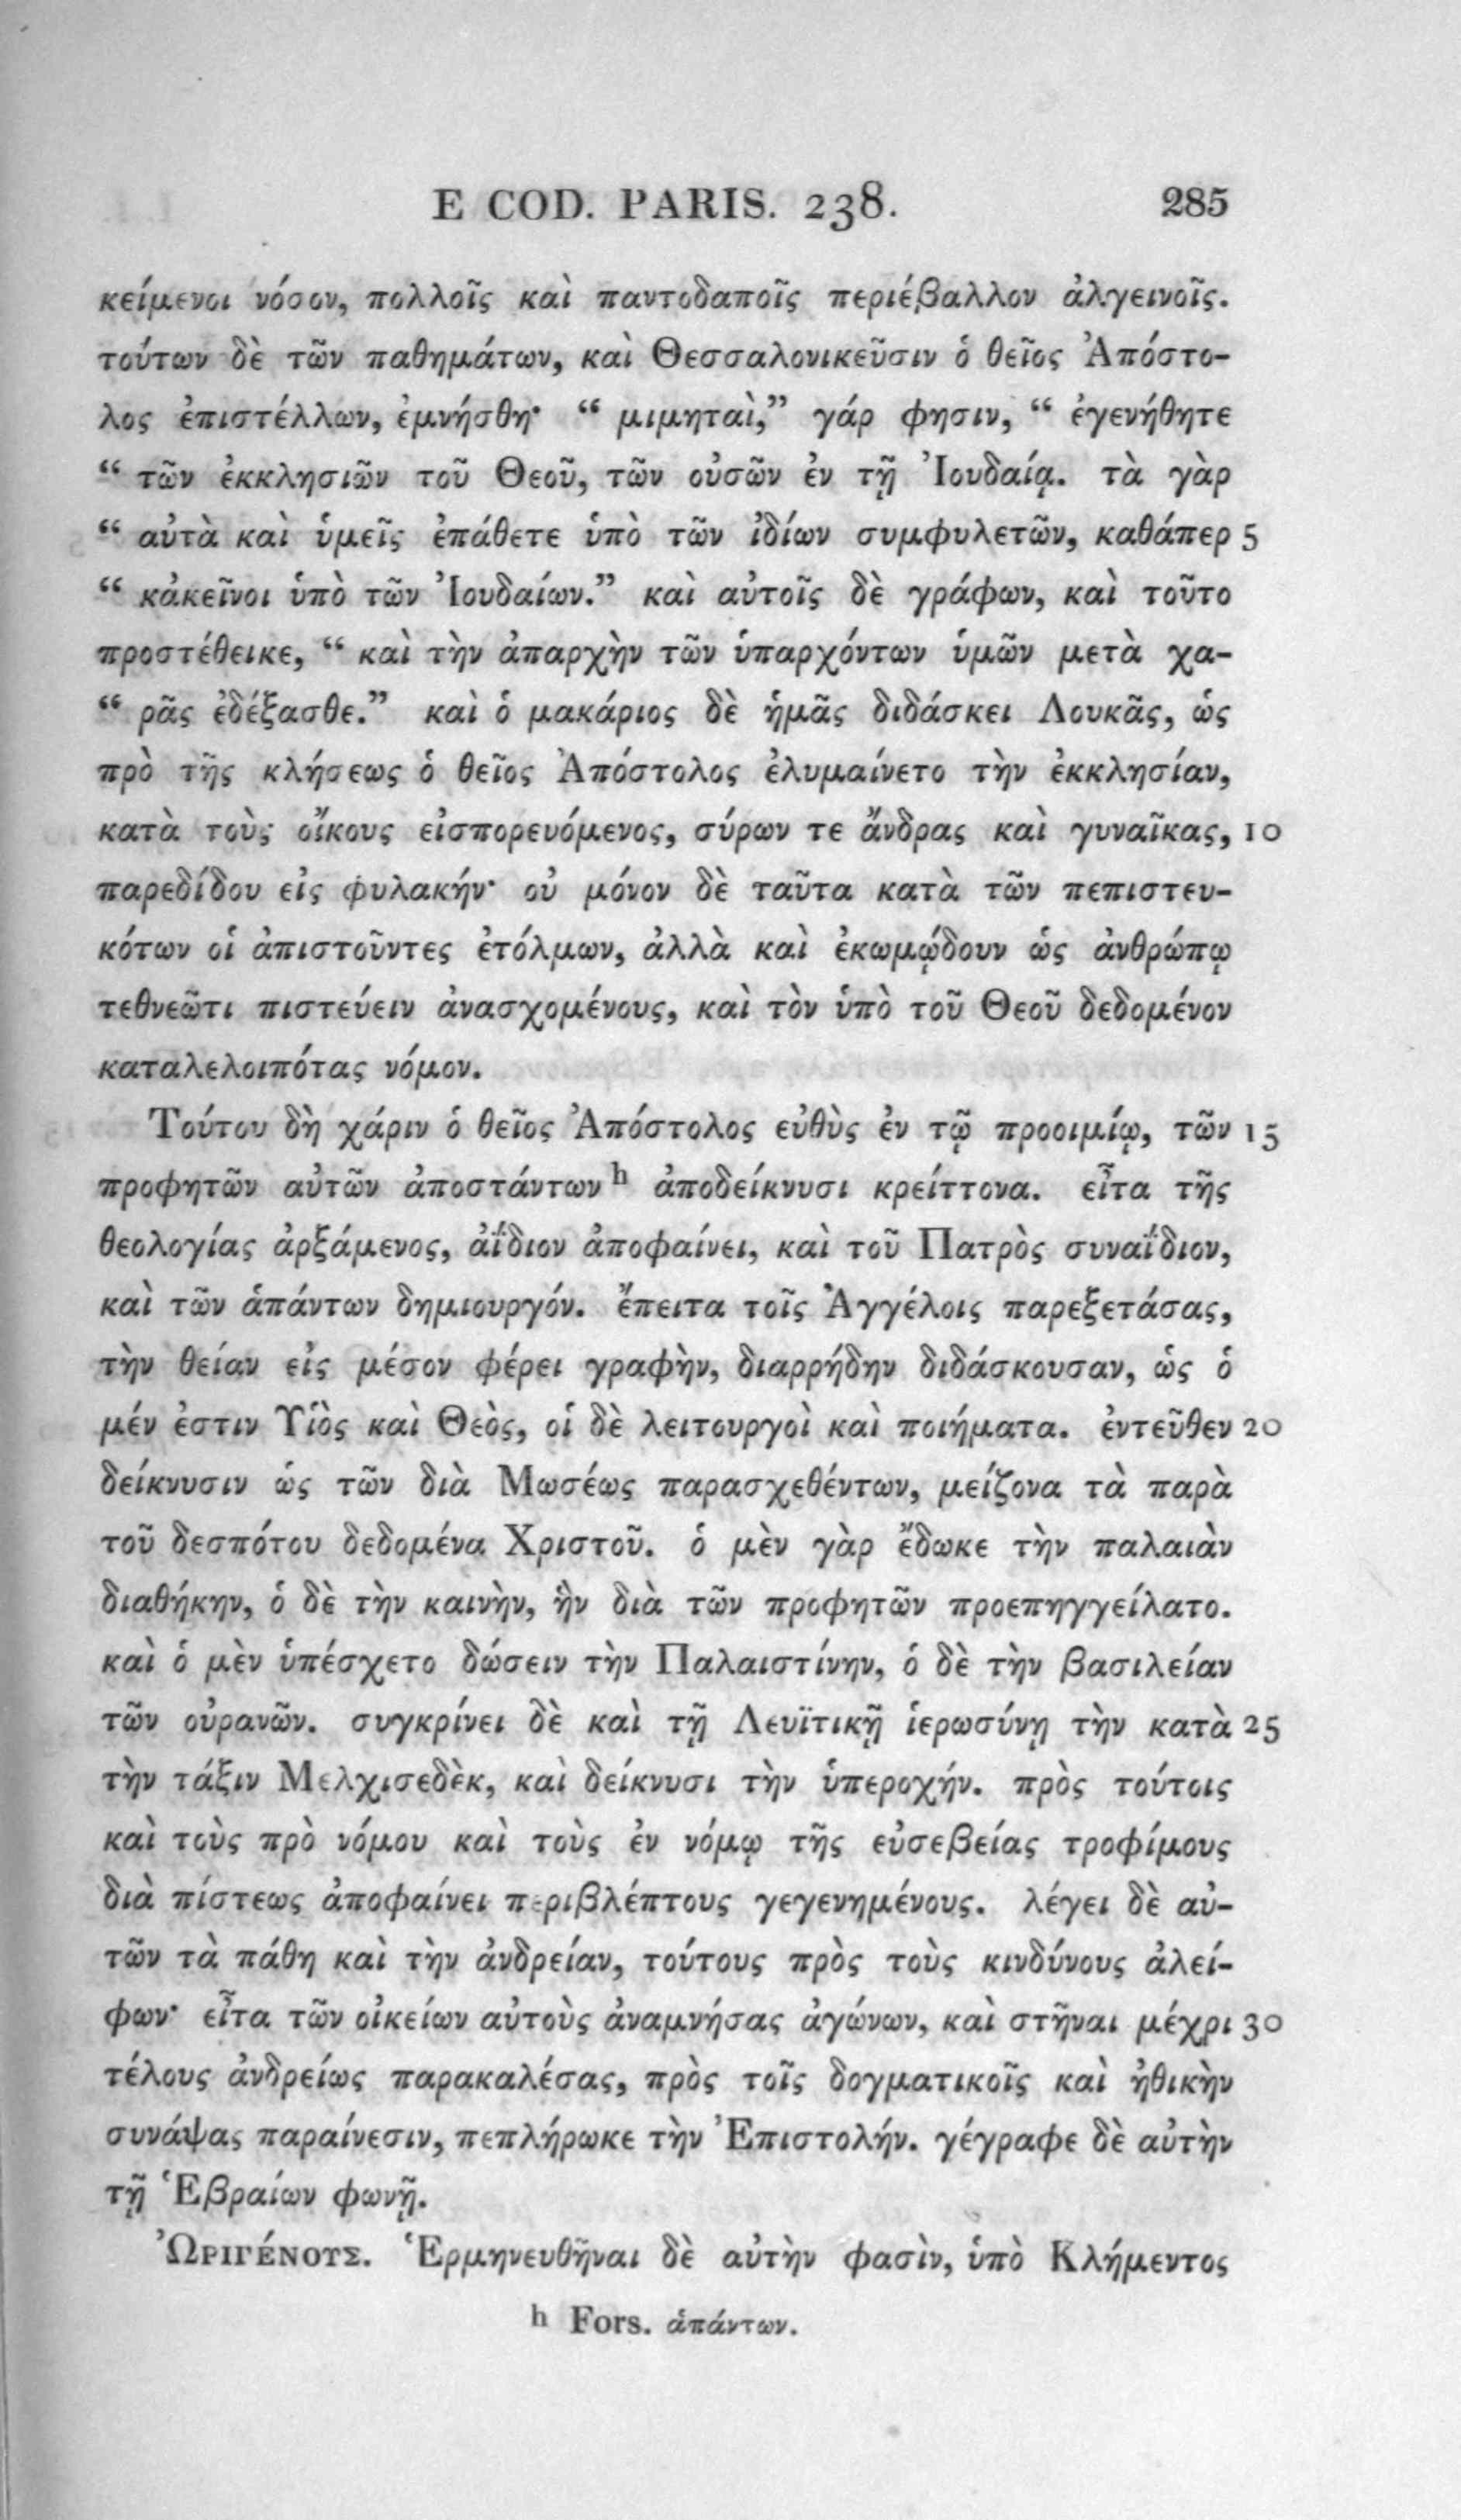 E COD. PARIS. 238. 285
κείμενοι νόσον, πολλοῖς καὶ παντοδαποῖς περιέβαλλον ἀλγεινοῖς.
τούτων δὲ τῶν παθημάτων, καὶ Θεσσαλονικεῦσιν ὁ θεῖος Ἀπόστο-
λος ἐπιστέλλων, ἐμνήσθη· “ μιμηταὶ,” γάρ φησιν, “ ἐγενήθητε
“ τῶν ἐκκλησιῶν τοῦ Θεοῦ, τῶν οὐσῶν ἐν τῇ Ἰουδαίᾳ. τὰ γὰρ
“ αὐτὰ καὶ ὑμεῖς ἐπάθετε ὑπὸ τῶν ἰδίων συμφυλετῶν, καθάπερ 5
“ κἀκεῖνοι ὑπὸ τῶν Ἰουδαίων.” καὶ αὐτοῖς δὲ γράφων, καὶ τοῦτο
προστέθεικε, “ καὶ τὴν ἀπαρχὴν τῶν ὑπαρχόντων ὑμῶν μετὰ χα-
“ ρᾶς ἐδέξασθε.” καὶ ὁ μακάριος δὲ ἡμᾶς διδάσκει Λουκᾶς, ὡς
πρὸ τῆς κλήσεως ὁ θεῖος Ἀπόστολος ἐλυμαίνετο τὴν ἐκκλησίαν,
κατὰ τοὺς οἴκους εἰσπορευόμενος, σύρων τε ἄνδρας καὶ γυναῖκας, 10
παρεδίδου εἰς φυλακήν· οὐ μόνον δὲ ταῦτα κατὰ τῶν πεπιστευ-
κότων οἱ ἀπιστοῦντες ἐτόλμων, ἀλλὰ καὶ ἐκωμῴδουν ὡς ἀνθρώπῳ
τεθνεῶτι πιστεύειν ἀνασχομένους, καὶ τὸν ὑπὸ τοῦ Θεοῦ δεδομένον
καταλελοιπότας νόμον.
Τούτου δὴ χάριν ὁ θεῖος Ἀπόστολος εὐθὺς ἐν τῷ προοιμίῳ, τῶν 15
προφητῶν αὐτῶν ἀποστάντων h ἀποδείκνυσι κρείττονα. εἶτα τῆς
θεολογίας ἀρξάμενος, ἀΐδιον ἀποφαίνει, καὶ τοῦ Πατρὸς συναΐδιον,
καὶ τῶν ἁπάντων δημιουργόν. ἔπειτα τοῖς Ἀγγέλοις παρεξετάσας,
τὴν θείαν εἰς μέσον φέρει γραφὴν, διαρρήδην διδάσκουσαν, ὡς ὁ
μέν ἐστιν Υἱὸς καὶ Θεὸς, οἱ δὲ λειτουργοὶ καὶ ποιήματα. ἐντεῦθεν 20
δείκνυσιν ὡς τῶν διὰ Μωσέως παρασχεθέντων, μείζονα τὰ παρὰ
τοῦ δεσπότου δεδομένα Χριστοῦ. ὁ μὲν γὰρ ἔδωκε τὴν παλαιὰν
διαθήκην, ὁ δὲ τὴν καινὴν, ἣν διὰ τῶν προφητῶν προεπηγγείλατο.
καὶ ὁ μὲν ὑπέσχετο δώσειν τὴν Παλαιστίνην, ὁ δὲ τὴν βασιλείαν
τῶν οὐρανῶν. συγκρίνει δὲ καὶ τῇ Λευϊτικῇ ἱερωσύνῃ τὴν κατὰ 25
τὴν τάξιν Μελχισεδὲκ, καὶ δείκνυσι τὴν ὑπεροχήν. πρὸς τούτοις
καὶ τοὺς πρὸ νόμου καὶ τοὺς ἐν νόμῳ τῆς εὐσεβείας τροφίμους
διὰ πίστεως ἀποφαίνει περιβλέπτους γεγενημένους. λέγει δὲ αὐ-
τῶν τὰ πάθη καὶ τὴν ἀνδρείαν, τούτους πρὸς τοὺς κινδύνους ἀλεί-
φων· εἶτα τῶν οἰκείων αὐτοὺς ἀναμνήσας ἀγώνων, καὶ στῆναι μέχρι 30
τέλους ἀνδρείως παρακαλέσας, πρὸς τοῖς δογματικοῖς καὶ ἠθικὴν
συνάψας παραίνεσιν, πεπλήρωκε τὴν Ἐπιστολήν. γέγραφε δὲ αὐτὴν
τῇ Ἑβραίων φωνῇ.
ὨΡΙΓΈΝΟΥΣ. Ἑρμηνευθῆναι δὲ αὐτὴν φασὶν, ὑπὸ Κλήμεντος
h Fors. ἁπάντων.